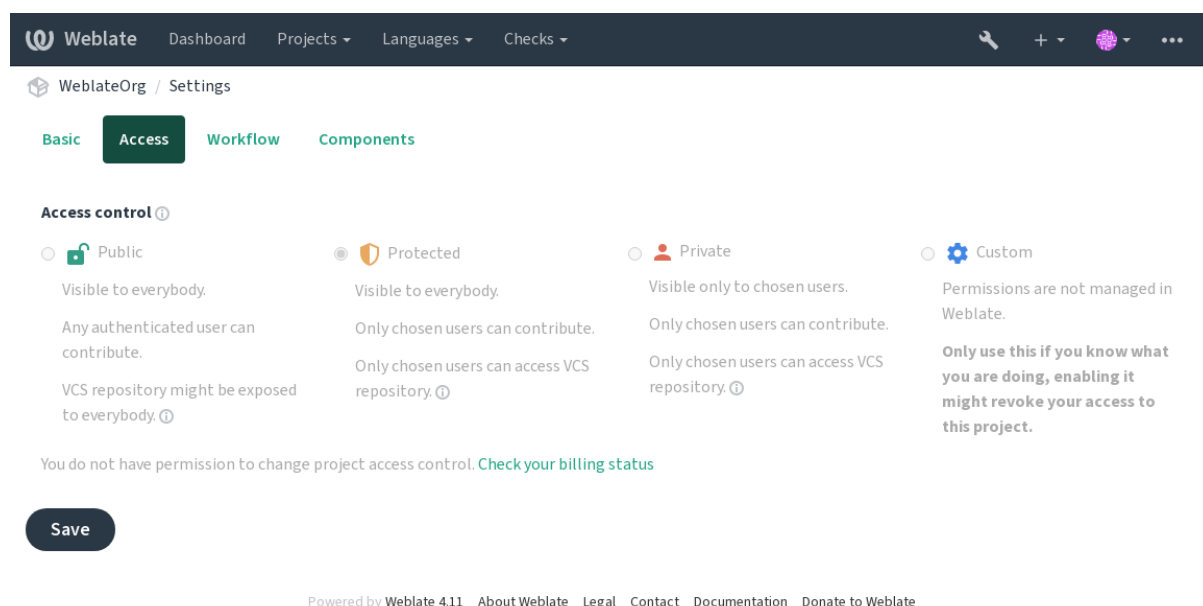 Weblate Dashboard Projects Languages Checks
WeblateOrg / Settings
Basic Access Workflow Components
Access control
Public
Visible to everybody.
Any authenticated user can
contribute.
VCS repository might be exposed
to everybody.
Protected
Visible to everybody.
Only chosen users can contribute.
Only chosen users can access VCS
repository.
Private
Visible only to chosen users.
Only chosen users can contribute.
Only chosen users can access VCS
repository.
Custom
Permissions are not managed in
Weblate.
Only use this if you know what
you are doing, enabling it
might revoke your access to
this project.
You do not have permission to change project access control. Check your billing status
Save
Powered by Weblate 4.11 About Weblate Legal Contact Documentation Donate to Weblate